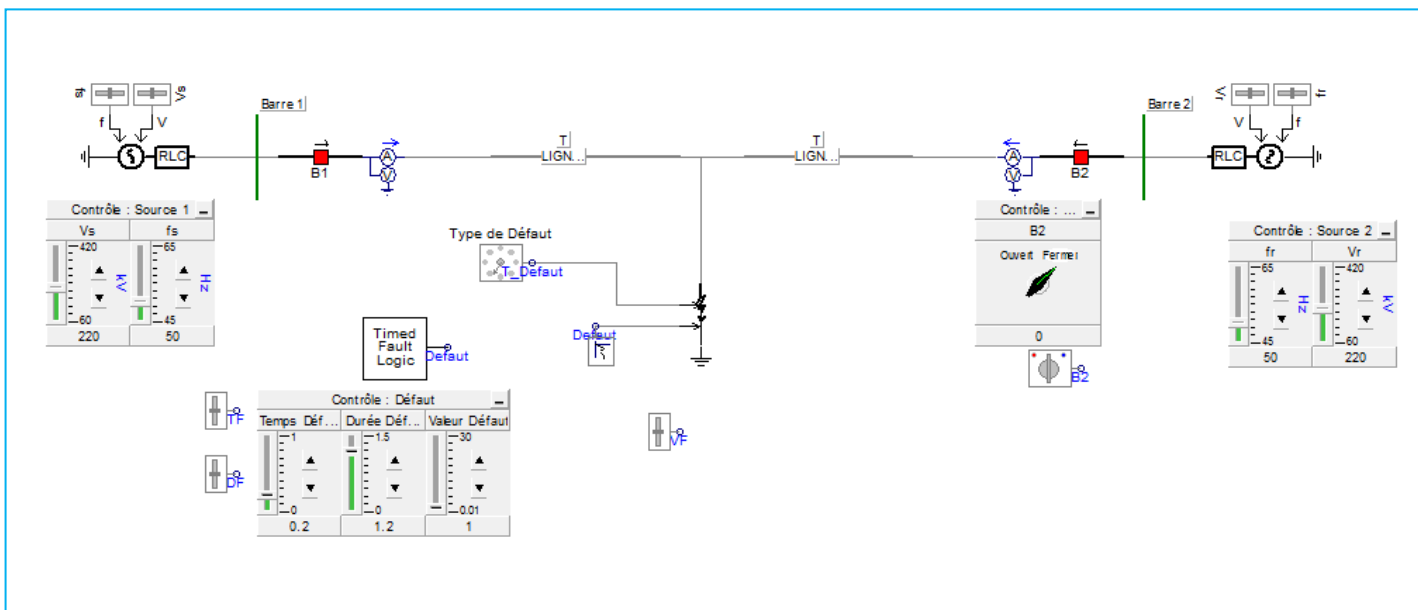 fs
Vs
f
V
RLC
Barre 1
B1
A
V
T
LIGN...
T
LIGN...
A
V
B2
Barre 2
Vr
fr
V
f
RLC
Contrôle : Source 1
Vs
fs
420
65
kV
Hz
60
45
220
50
Type de Défaut
T_Defaut
Timed
Fault
Logic
Defaut
Defaut
Contrôle : ...
B2
Ouvert Fermer
0
B2
Contrôle : Source 2
fr
Vr
65
420
Hz
kV
45
60
50
220
TF
DF
Contrôle : Défaut
Temps Déf...
Durée Déf...
Valeur Défaut
1
1.5
30
0
0
0.01
0.2
1.2
1
VF